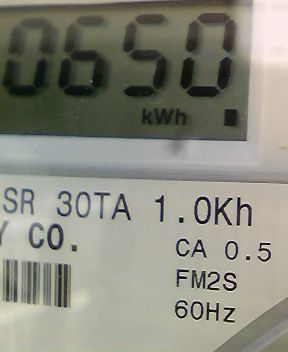 0650
kWh
SR 30TA 1.0Kh
Y CO.
CA 0.5
FM2S
60Hz